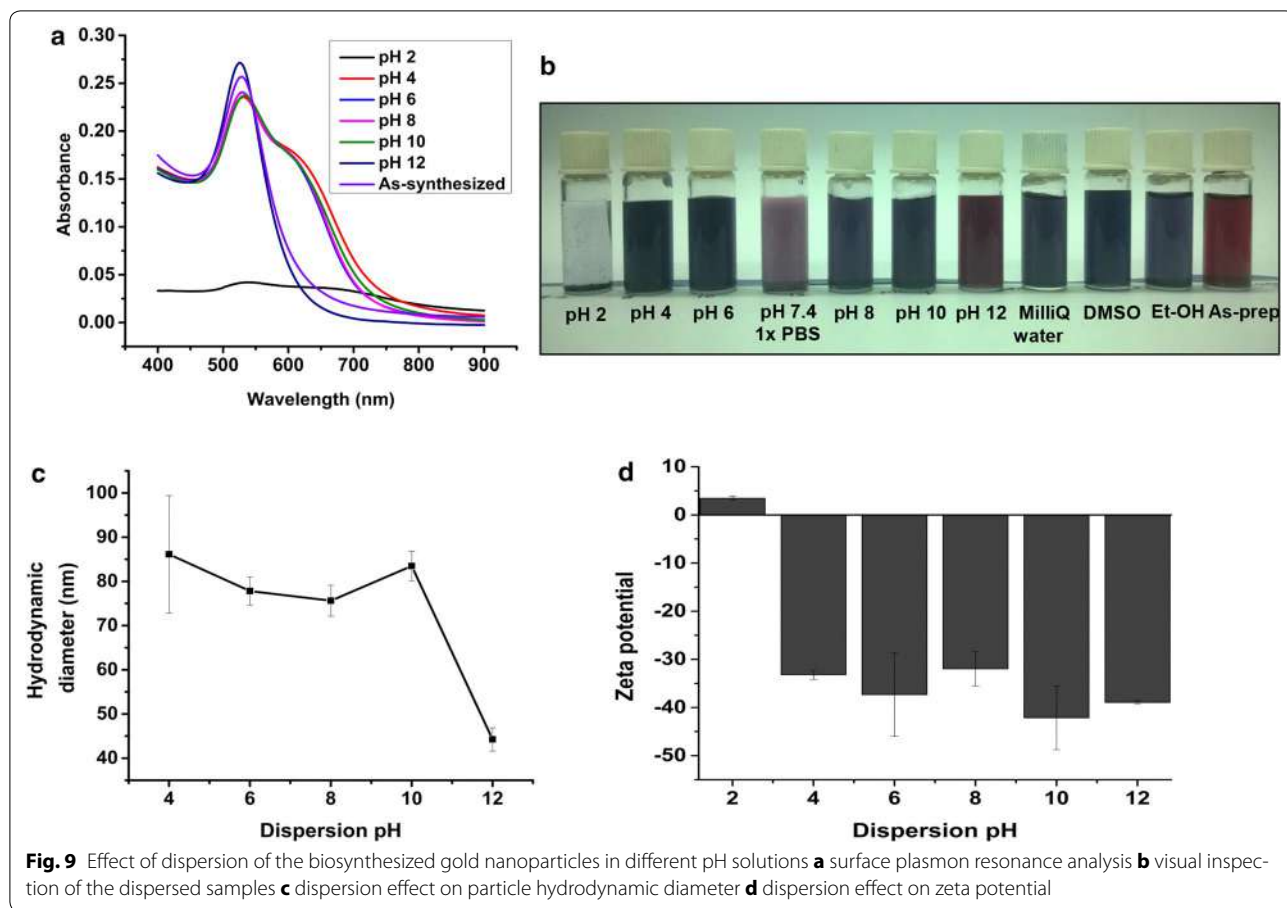 a
0.30
0.25
0.20
0.15
0.10
0.05
0.00
Absorbance
400 500 600 700 800 900
Wavelength (nm)
pH 2
pH 4
pH 6
pH 8
pH 10
pH 12
As-synthesized
b
pH 2 pH 4 pH 6 pH 7.4 pH 8 pH 10 pH 12 MilliQ DMSO Et-OH As-prep
1x PBS water
c
100
90
80
70
60
50
40
Hydrodynamic
diameter (nm)
4 6 8 10 12
Dispersion pH
d
10
0
-10
-20
-30
-40
-50
Zeta potential
2 4 6 8 10 12
Dispersion pH
Fig. 9 Effect of dispersion of the biosynthesized gold nanoparticles in different pH solutions a surface plasmon resonance analysis b visual inspec-
tion of the dispersed samples c dispersion effect on particle hydrodynamic diameter d dispersion effect on zeta potential